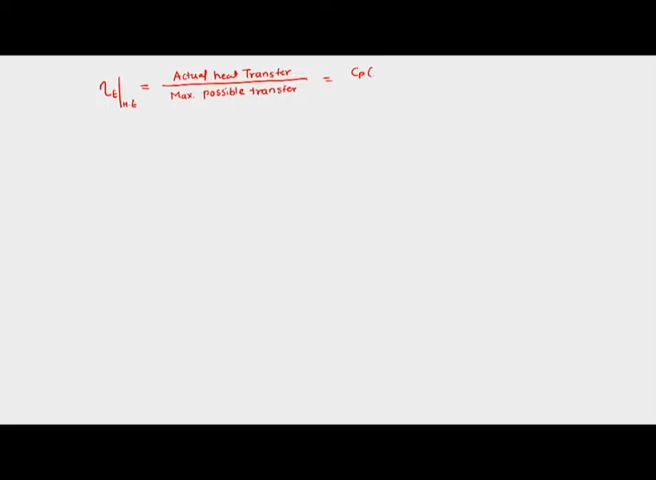 η_E|_H.E = Actual heat Transfer / Max. possible transfer = Cp(